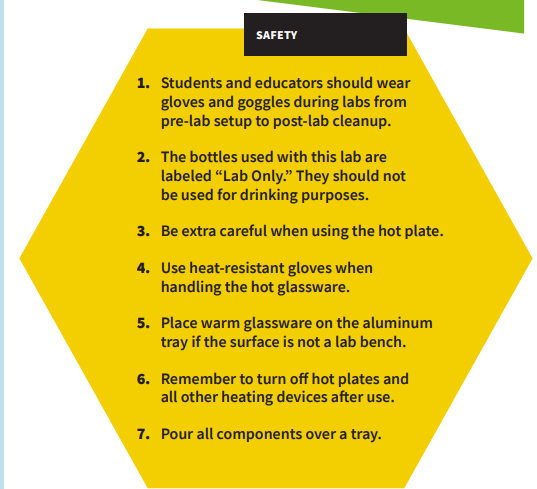 SAFETY
1. Students and educators should wear
gloves and goggles during labs from
pre-lab setup to post-lab cleanup.
2. The bottles used with this lab are
labeled “Lab Only.” They should not
be used for drinking purposes.
3. Be extra careful when using the hot plate.
4. Use heat-resistant gloves when
handling the hot glassware.
5. Place warm glassware on the aluminum
tray if the surface is not a lab bench.
6. Remember to turn off hot plates and
all other heating devices after use.
7. Pour all components over a tray.